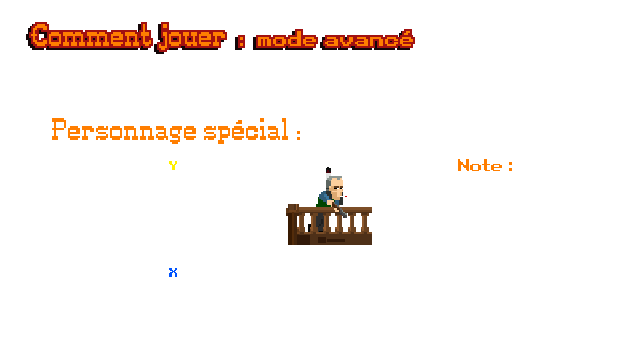 Comment jouer : mode avancé
Personnage spécial :
Y
Note :
X